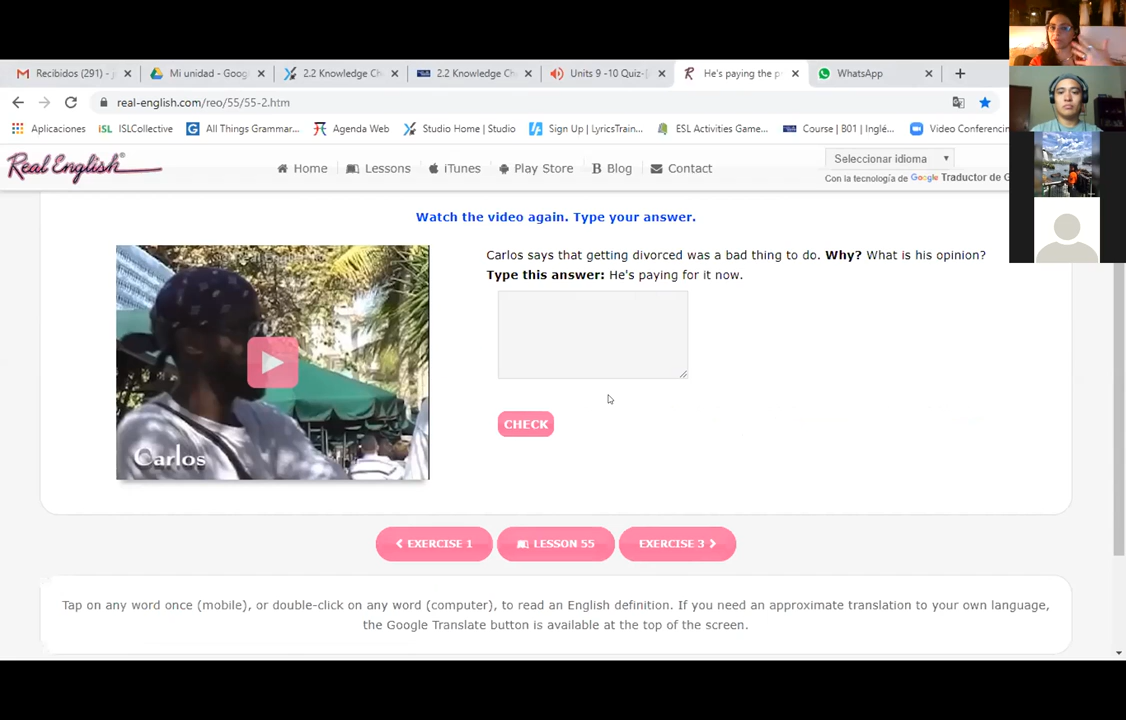 Recibidos (291) -
Mi unidad - Goog
2.2 Knowledge Ch
2.2 Knowledge Ch
Units 9 -10 Quiz-
He's paying the p
WhatsApp
real-english.com/reo/55/55-2.htm
Aplicaciones
ISL ISLCollective
All Things Grammar...
Agenda Web
Studio Home | Studio
Sign Up | LyricsTrain...
ESL Activities Game...
Course | B01 | Inglé...
Video Conferencin
Real English®
Home
Lessons
iTunes
Play Store
Blog
Contact
Seleccionar idioma
Con la tecnología de Google Traductor de G
Watch the video again. Type your answer.
Carlos says that getting divorced was a bad thing to do. Why? What is his opinion?
Type this answer: He's paying for it now.
Carlos
CHECK
EXERCISE 1
LESSON 55
EXERCISE 3
Tap on any word once (mobile), or double-click on any word (computer), to read an English definition. If you need an approximate translation to your own language,
the Google Translate button is available at the top of the screen.